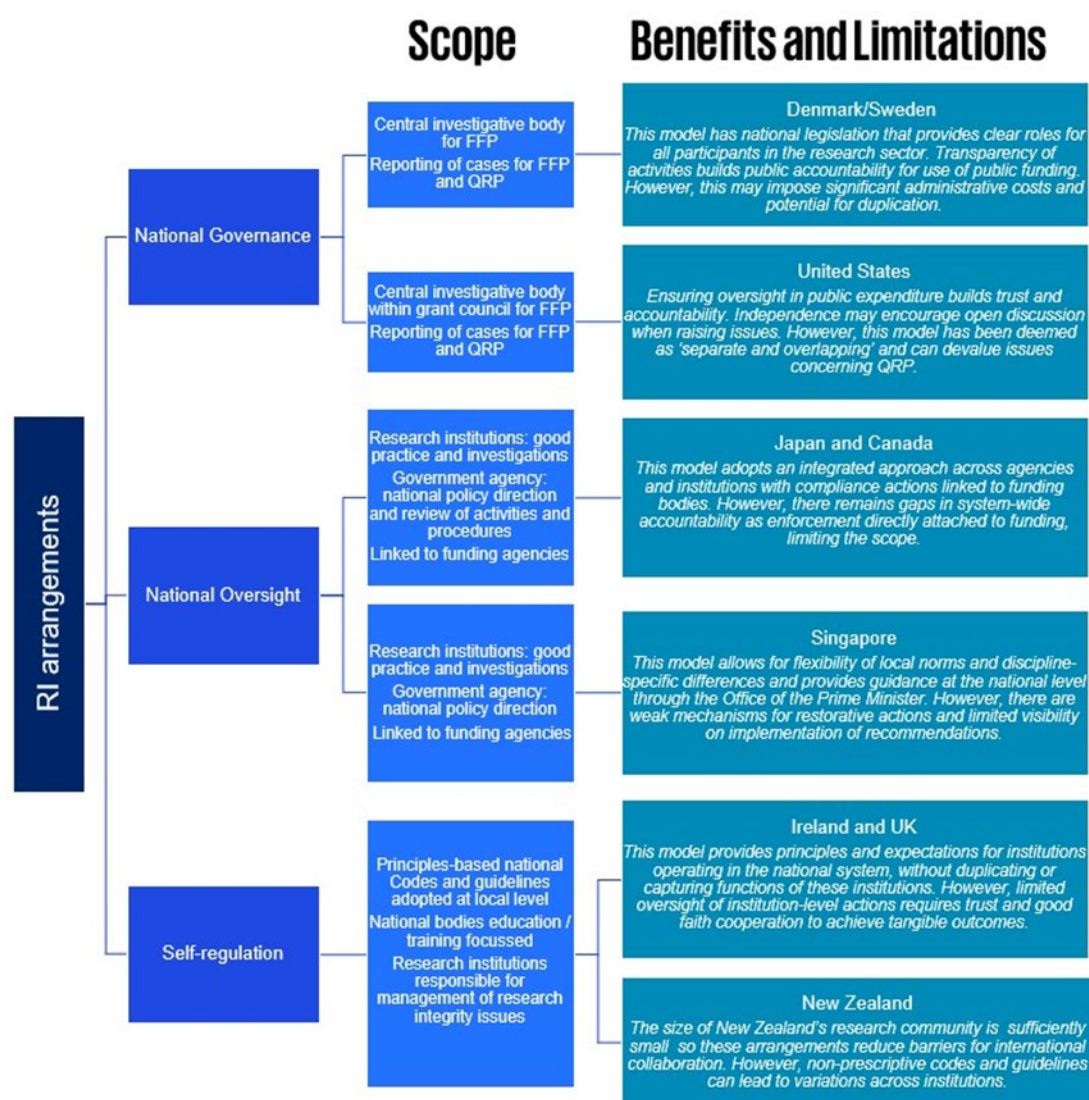 Scope
Benefits and Limitations
RI arrangements
National Governance
Central investigative body
for FFP
Reporting of cases for FFP
and QRP
Denmark/Sweden
This model has national legislation that provides clear roles for
all participants in the research sector. Transparency of
activities builds public accountability for use of public funding.
However, this may impose significant administrative costs and
potential for duplication.
Central investigative body
within grant council for FFP
Reporting of cases for FFP
and QRP
United States
Ensuring oversight in public expenditure builds trust and
accountability. Independence may encourage open discussion
when raising issues. However, this model has been deemed
as ‘separate and overlapping’ and can devalue issues
concerning QRP.
National Oversight
Research institutions: good
practice and investigations
Government agency:
national policy direction
and review of activities and
procedures
Linked to funding agencies
Japan and Canada
This model adopts an integrated approach across agencies
and institutions with compliance actions linked to funding
bodies. However, there remains gaps in system-wide
accountability as enforcement directly attached to funding,
limiting the scope.
Research institutions: good
practice and investigations
Government agency:
national policy direction
Linked to funding agencies
Singapore
This model allows for flexibility of local norms and discipline-
specific differences and provides guidance at the national level
through the Office of the Prime Minister. However, there are
weak mechanisms for restorative actions and limited visibility
on implementation of recommendations.
Self-regulation
Principles-based national
Codes and guidelines
adopted at local level
National bodies education /
training focussed
Research institutions
responsible for
management of research
integrity issues
Ireland and UK
This model provides principles and expectations for institutions
operating in the national system, without duplicating or
capturing functions of these institutions. However, limited
oversight of institution-level actions requires trust and good
faith cooperation to achieve tangible outcomes.
New Zealand
The size of New Zealand’s research community is sufficiently
small so these arrangements reduce barriers for international
collaboration. However, non-prescriptive codes and guidelines
can lead to variations across institutions.